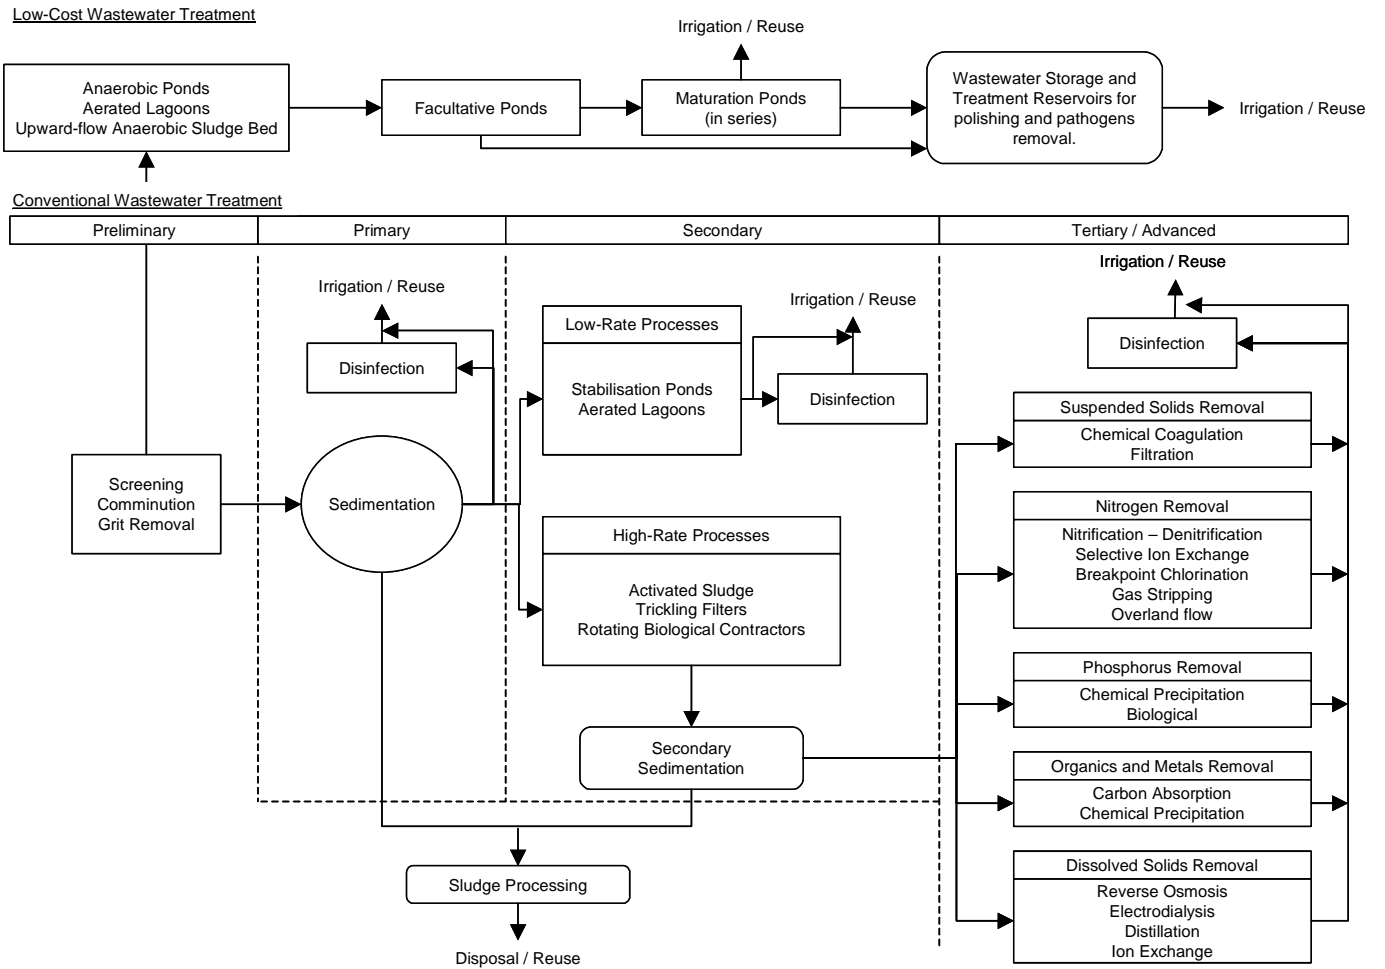 Low-Cost Wastewater Treatment
Irrigation / Reuse
Anaerobic Ponds
Aerated Lagoons
Upward-flow Anaerobic Sludge Bed
Facultative Ponds
Maturation Ponds
(in series)
Wastewater Storage and
Treatment Reservoirs for
polishing and pathogens
removal.
Irrigation / Reuse
Conventional Wastewater Treatment
Preliminary
Primary
Secondary
Tertiary / Advanced
Screening
Comminution
Grit Removal
Irrigation / Reuse
Disinfection
Sedimentation
Low-Rate Processes
Stabilisation Ponds
Aerated Lagoons
Irrigation / Reuse
Disinfection
High-Rate Processes
Activated Sludge
Trickling Filters
Rotating Biological Contractors
Secondary
Sedimentation
Sludge Processing
Disposal / Reuse
Irrigation / Reuse
Disinfection
Suspended Solids Removal
Chemical Coagulation
Filtration
Nitrogen Removal
Nitrification – Denitrification
Selective Ion Exchange
Breakpoint Chlorination
Gas Stripping
Overland flow
Phosphorus Removal
Chemical Precipitation
Biological
Organics and Metals Removal
Carbon Absorption
Chemical Precipitation
Dissolved Solids Removal
Reverse Osmosis
Electrodialysis
Distillation
Ion Exchange